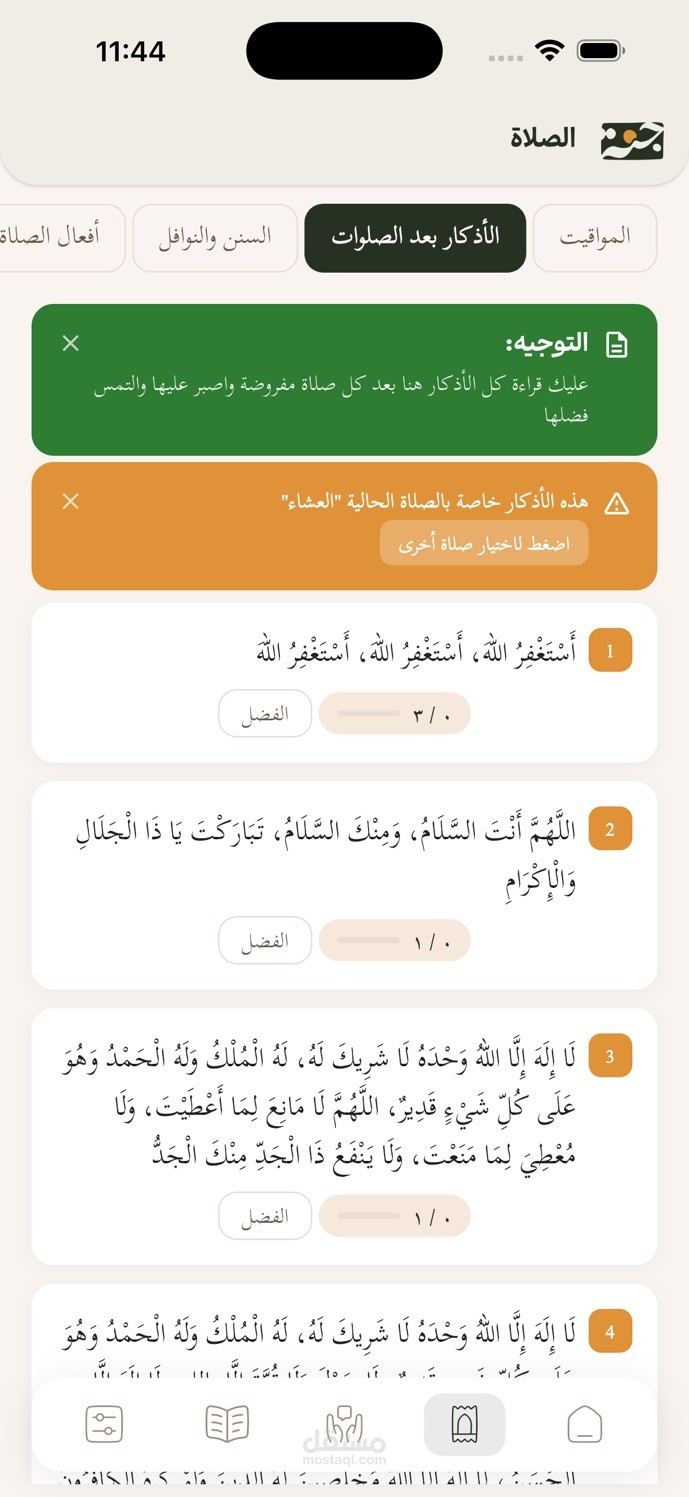 11:44
جنة
الصلاة
المواقيت
الأذكار بعد الصلوات
السنن والنوافل
أفعال الصلاة
التوجيه:
عليك قراءة كل الأذكار هنا بعد كل صلاة مفروضة واصبر عليها والتمس
فضلها
هذه الأذكار خاصة بالصلاة الحالية "العشاء"
اضغط لاختيار صلاة أخرى
1
أَسْتَغْفِرُ اللهَ، أَسْتَغْفِرُ اللهَ، أَسْتَغْفِرُ اللهَ
٠ / ٣
الفضل
2
اللَّهُمَّ أَنْتَ السَّلَامُ، وَمِنْكَ السَّلَامُ، تَبَارَكْتَ يَا ذَا الْجَلَالِ
وَالْإِكْرَامِ
٠ / ١
الفضل
3
لَا إِلَهَ إِلَّا اللهُ وَحْدَهُ لَا شَرِيكَ لَهُ، لَهُ الْمُلْكُ وَلَهُ الْحَمْدُ وَهُوَ
عَلَى كُلِّ شَيْءٍ قَدِيرٌ، اللَّهُمَّ لَا مَانِعَ لِمَا أَعْطَيْتَ، وَلَا
مُعْطِيَ لِمَا مَنَعْتَ، وَلَا يَنْفَعُ ذَا الْجَدِّ مِنْكَ الْجَدُّ
٠ / ١
الفضل
4
لَا إِلَهَ إِلَّا اللهُ وَحْدَهُ لَا شَرِيكَ لَهُ، لَهُ الْمُلْكُ وَلَهُ الْحَمْدُ وَهُوَ
مستقل
mostaql.com